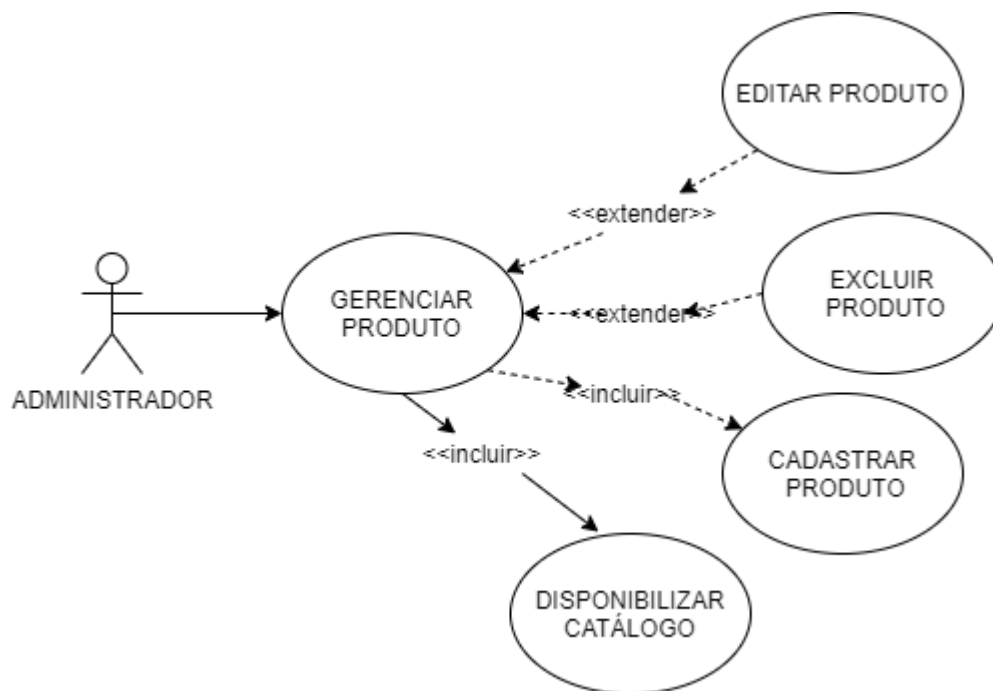 EDITAR PRODUTO
<<extender>>
EXCLUIR
PRODUTO
<<extender>>
GERENCIAR
PRODUTO
ADMINISTRADOR
<<incluir>>
CADASTRAR
PRODUTO
<<incluir>>
DISPONIBILIZAR
CATÁLOGO